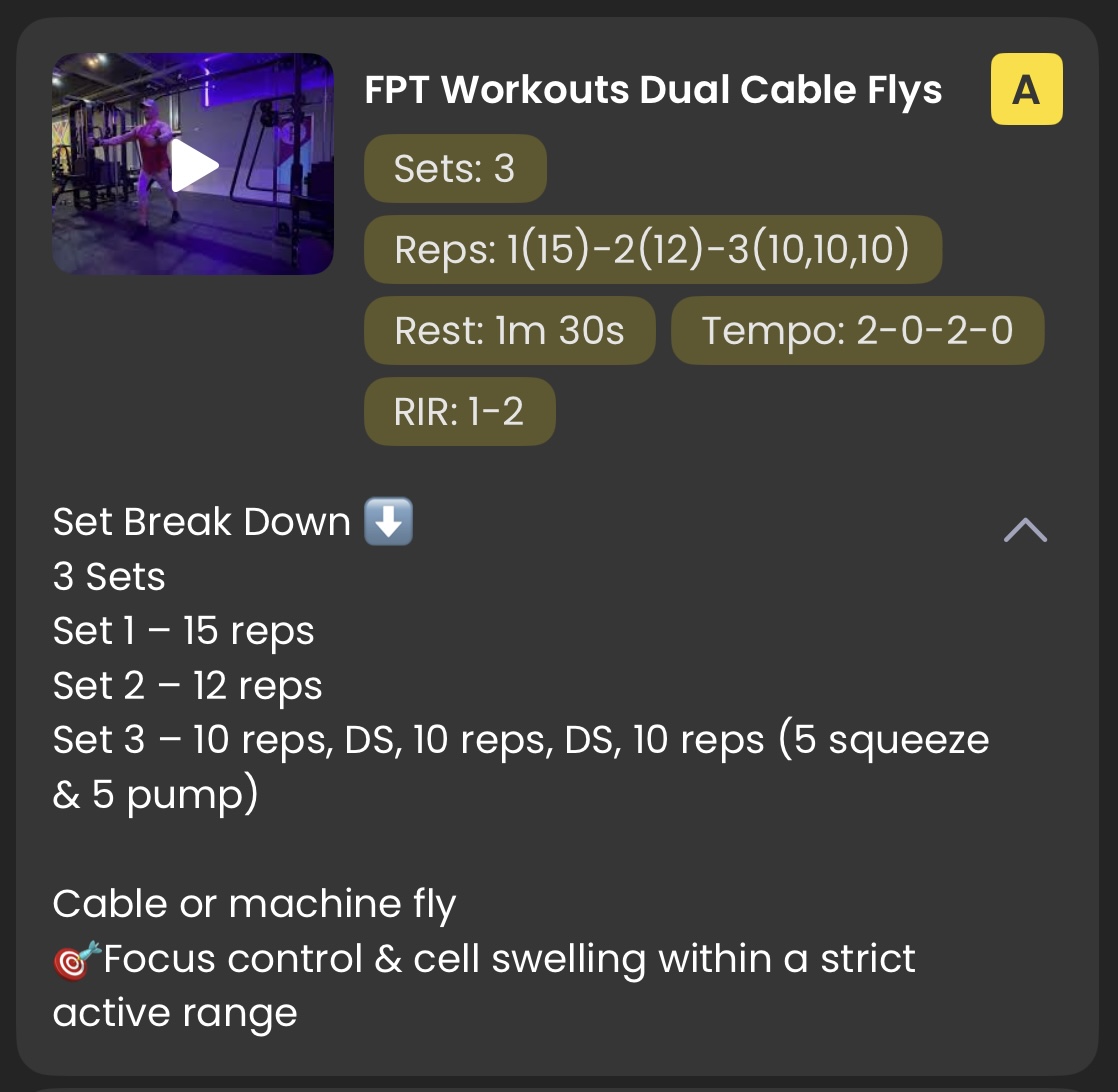 FPT Workouts Dual Cable Flys
A
Sets: 3
Reps: 1(15)-2(12)-3(10,10,10)
Rest: 1m 30s
Tempo: 2-0-2-0
RIR: 1-2
Set Break Down ⬇️
3 Sets
Set 1 – 15 reps
Set 2 – 12 reps
Set 3 – 10 reps, DS, 10 reps, DS, 10 reps (5 squeeze
& 5 pump)
Cable or machine fly
🎯Focus control & cell swelling within a strict
active range